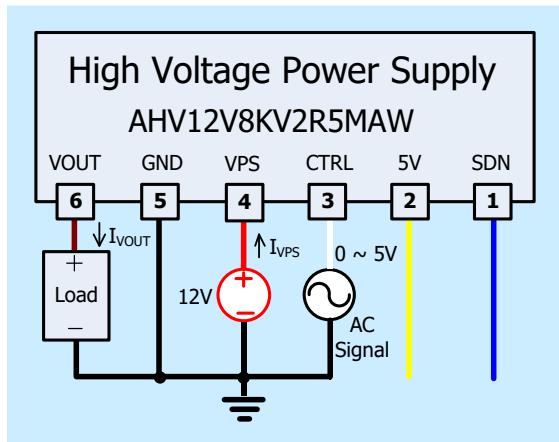 High Voltage Power Supply
AHV12V8KV2R5MAW
VOUT GND VPS CTRL 5V SDN
6 5 4 3 2 1
↓ IVOUT ↑ IVPS 0 ~ 5V
+ +
Load 12V
− −
AC
Signal